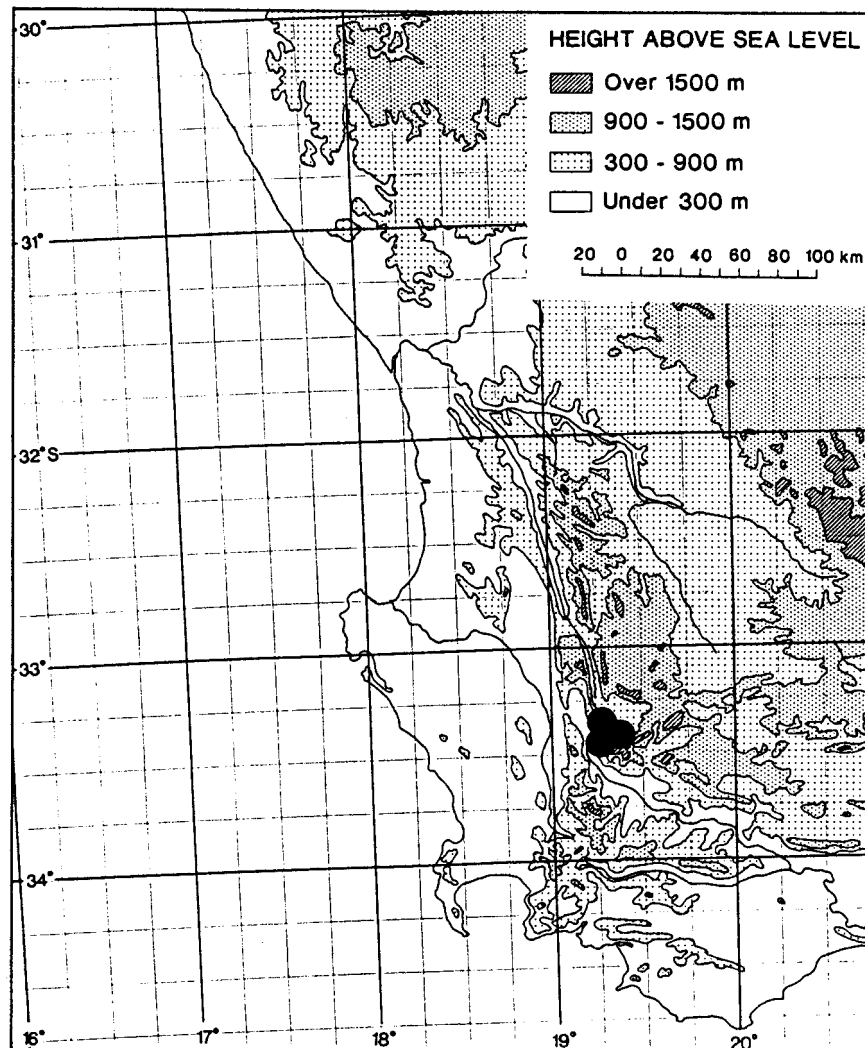 HEIGHT ABOVE SEA LEVEL
Over 1500 m
900 - 1500 m
300 - 900 m
Under 300 m
20 0 20 40 60 80 100 km
30°
31°
32°S
33°
34°
16° 17° 18° 19° 20°